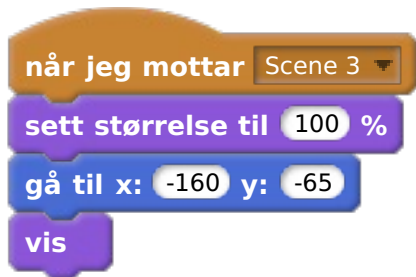 når jeg mottar Scene 3
sett størrelse til 100 %
gå til x: -160 y: -65
vis